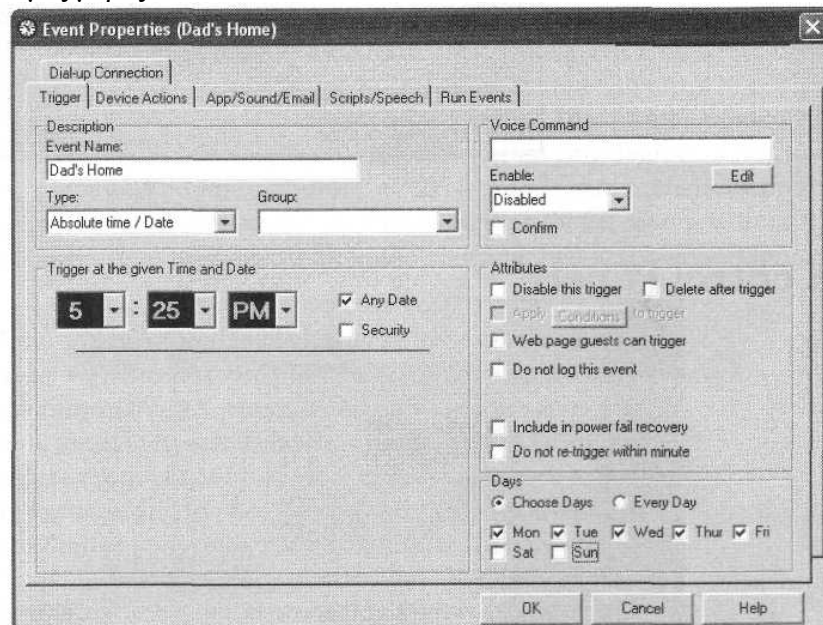 Event Properties (Dad's Home)
Dial-up Connection
Trigger Device Actions App/Sound/Email Scripts/Speech Run Events
Description
Event Name:
Dad's Home
Type: Group:
Absolute time / Date
Voice Command
Enable: Edit
Disabled
Confirm
Trigger at the given Time and Date
5 : 25 PM
Any Date
Security
Attributes
Disable this trigger Delete after trigger
Apply Conditions to trigger
Web page guests can trigger
Do not log this event
Include in power fail recovery
Do not re-trigger within minute
Days
Choose Days Every Day
Mon Tue Wed Thur Fri
Sat Sun
OK Cancel Help